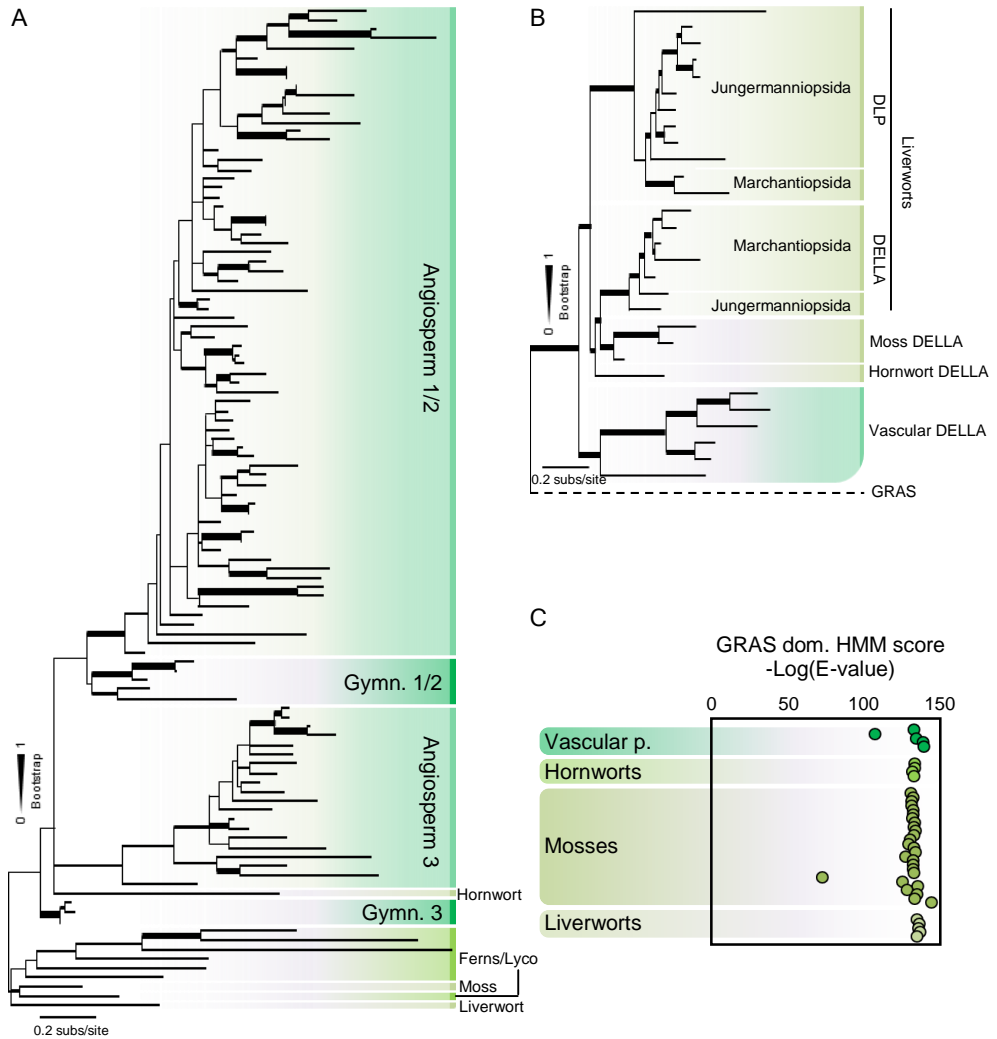 A
Angiosperm 1/2
Gymn. 1/2
Angiosperm 3
Hornwort
Gymn. 3
Ferns/Lyco
Moss
Liverwort
0 1
Bootstrap
0.2 subs/site
B
Jungermanniopsida
Marchantiopsida
DLP
Marchantiopsida
Jungermanniopsida
DELLA
Liverworts
Moss DELLA
Hornwort DELLA
Vascular DELLA
GRAS
0 1
Bootstrap
0.2 subs/site
C
GRAS dom. HMM score
-Log(E-value)
0 50 100 150
Vascular p.
Hornworts
Mosses
Liverworts